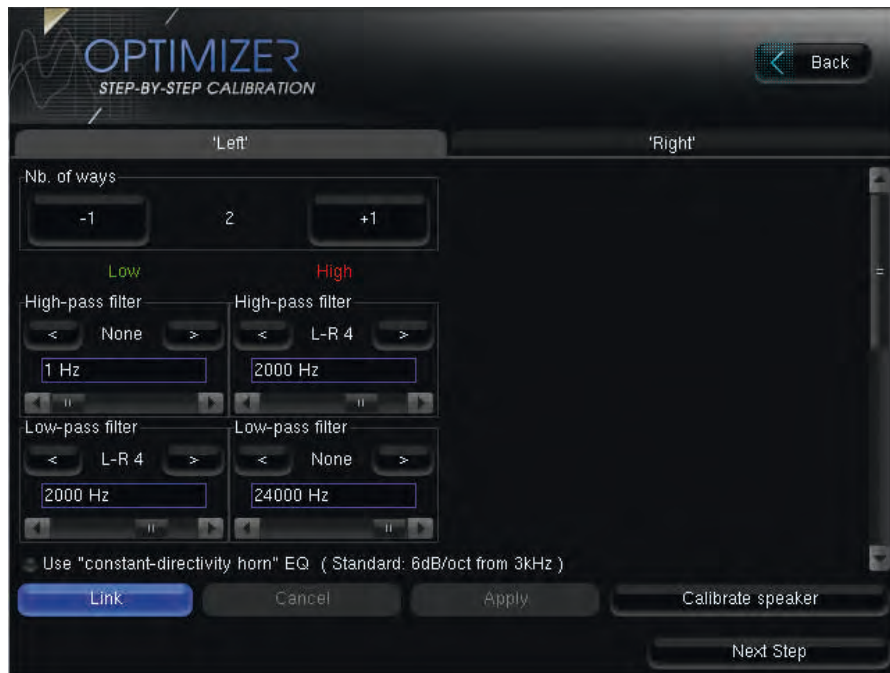 OPTIMIZER
STEP-BY-STEP CALIBRATION
< Back
'Left' 'Right'
Nb. of ways
-1 2 +1
Low High
High-pass filter High-pass filter
< None > < L-R 4 >
1 Hz 2000 Hz
Low-pass filter Low-pass filter
< L-R 4 > < None >
2000 Hz 24000 Hz
Use "constant-directivity horn" EQ ( Standard: 6dB/oct from 3kHz )
Link Cancel Apply Calibrate speaker
Next Step